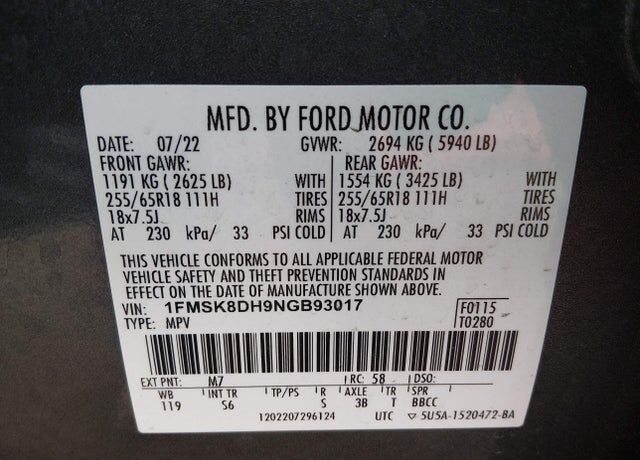 MFD. BY FORD MOTOR CO.
DATE: 07/22 GVWR: 2694 KG ( 5940 LB)
FRONT GAWR: REAR GAWR:
1191 KG ( 2625 LB) WITH 1554 KG ( 3425 LB) WITH
255/65R18 111H TIRES 255/65R18 111H TIRES
18x7.5J RIMS 18x7.5J RIMS
AT 230 kPa/ 33 PSI COLD AT 230 kPa/ 33 PSI COLD
THIS VEHICLE CONFORMS TO ALL APPLICABLE FEDERAL MOTOR
VEHICLE SAFETY AND THEFT PREVENTION STANDARDS IN
EFFECT ON THE DATE OF MANUFACTURE SHOWN ABOVE.
VIN: 1FMSK8DH9NGB93017 F0115
TYPE: MPV T0280
EXT PNT: M7 RC: 58 DSO:
WB INT TR TP/PS R AXLE TR SPR
119 S6 S 3B T BBCC
1202207296124 UTC ▽ 5U5A-1520472-BA